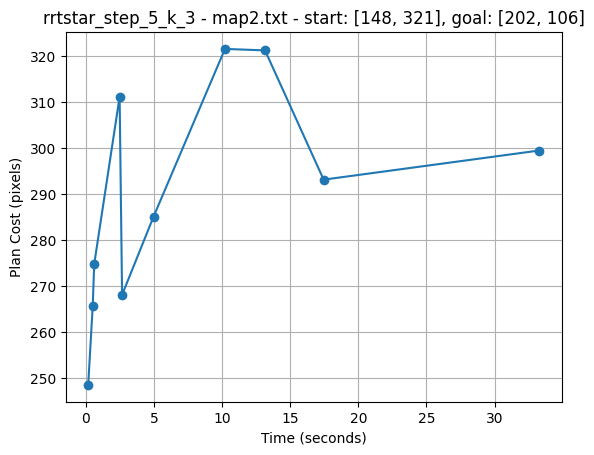 rrtstar_step_5_k_3 - map2.txt - start: [148, 321], goal: [202, 106]
320
310
300
290
280
270
260
250
Plan Cost (pixels)
0 5 10 15 20 25 30
Time (seconds)